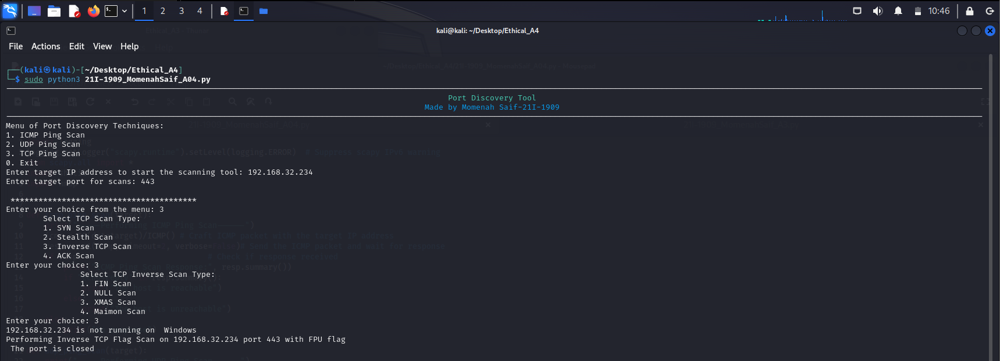 1 2 3 4 10:46
kali@kali: ~/Desktop/Ethical_A4
File Actions Edit View Help
(kali㉿kali)-[~/Desktop/Ethical_A4]
$ sudo python3 21I-1909_MomenahSaif_A04.py
Port Discovery Tool
Made by Momenah Saif-21I-1909
Menu of Port Discovery Techniques:
1. ICMP Ping Scan
2. UDP Ping Scan
3. TCP Ping Scan
0. Exit
Enter target IP address to start the scanning tool: 192.168.32.234
Enter target port for scans: 443
****************************************
Enter your choice from the menu: 3
Select TCP Scan Type:
1. SYN Scan
2. Stealth Scan
3. Inverse TCP Scan
4. ACK Scan
Enter your choice: 3
Select TCP Inverse Scan Type:
1. FIN Scan
2. NULL Scan
3. XMAS Scan
4. Maimon Scan
Enter your choice: 3
192.168.32.234 is not running on  Windows
Performing Inverse TCP Flag Scan on 192.168.32.234 port 443 with FPU flag
The port is closed